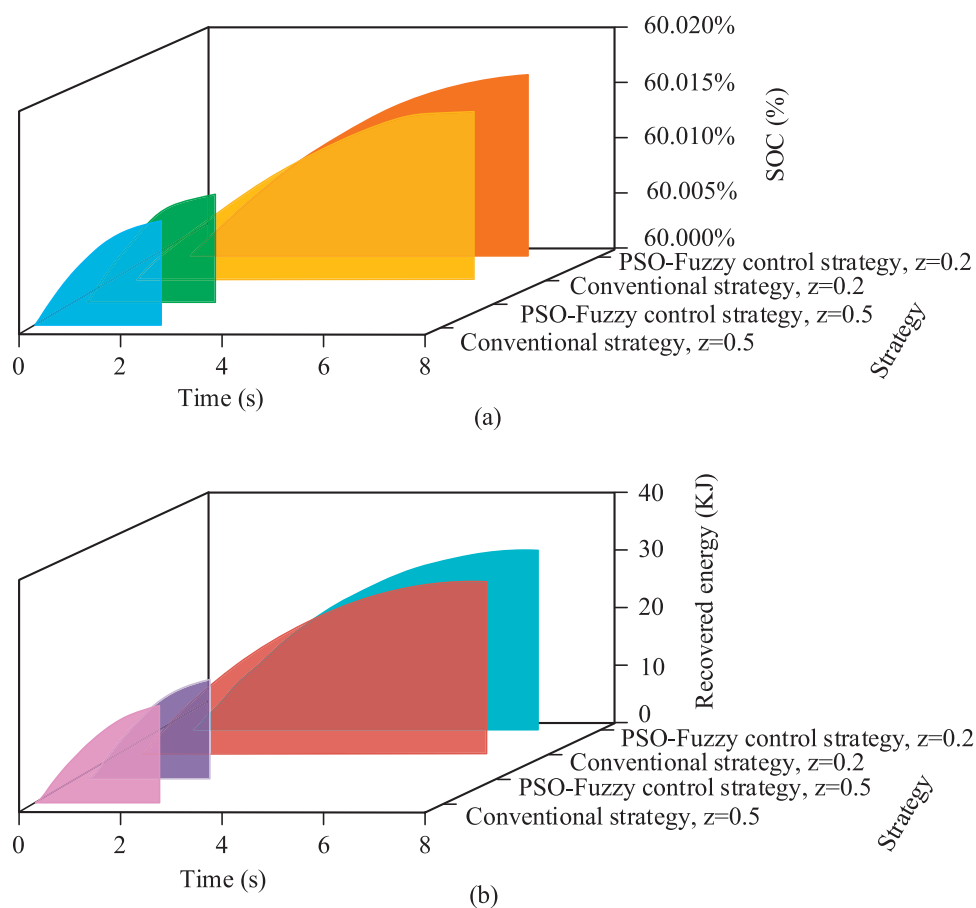 60.020%
60.015%
60.010%
60.005%
60.000%
SOC (%)
PSO-Fuzzy control strategy, z=0.2
Conventional strategy, z=0.2
PSO-Fuzzy control strategy, z=0.5
Conventional strategy, z=0.5
Strategy
0 2 4 6 8
Time (s)
(a)
40
30
20
10
0
Recovered energy (KJ)
PSO-Fuzzy control strategy, z=0.2
Conventional strategy, z=0.2
PSO-Fuzzy control strategy, z=0.5
Conventional strategy, z=0.5
Strategy
0 2 4 6 8
Time (s)
(b)